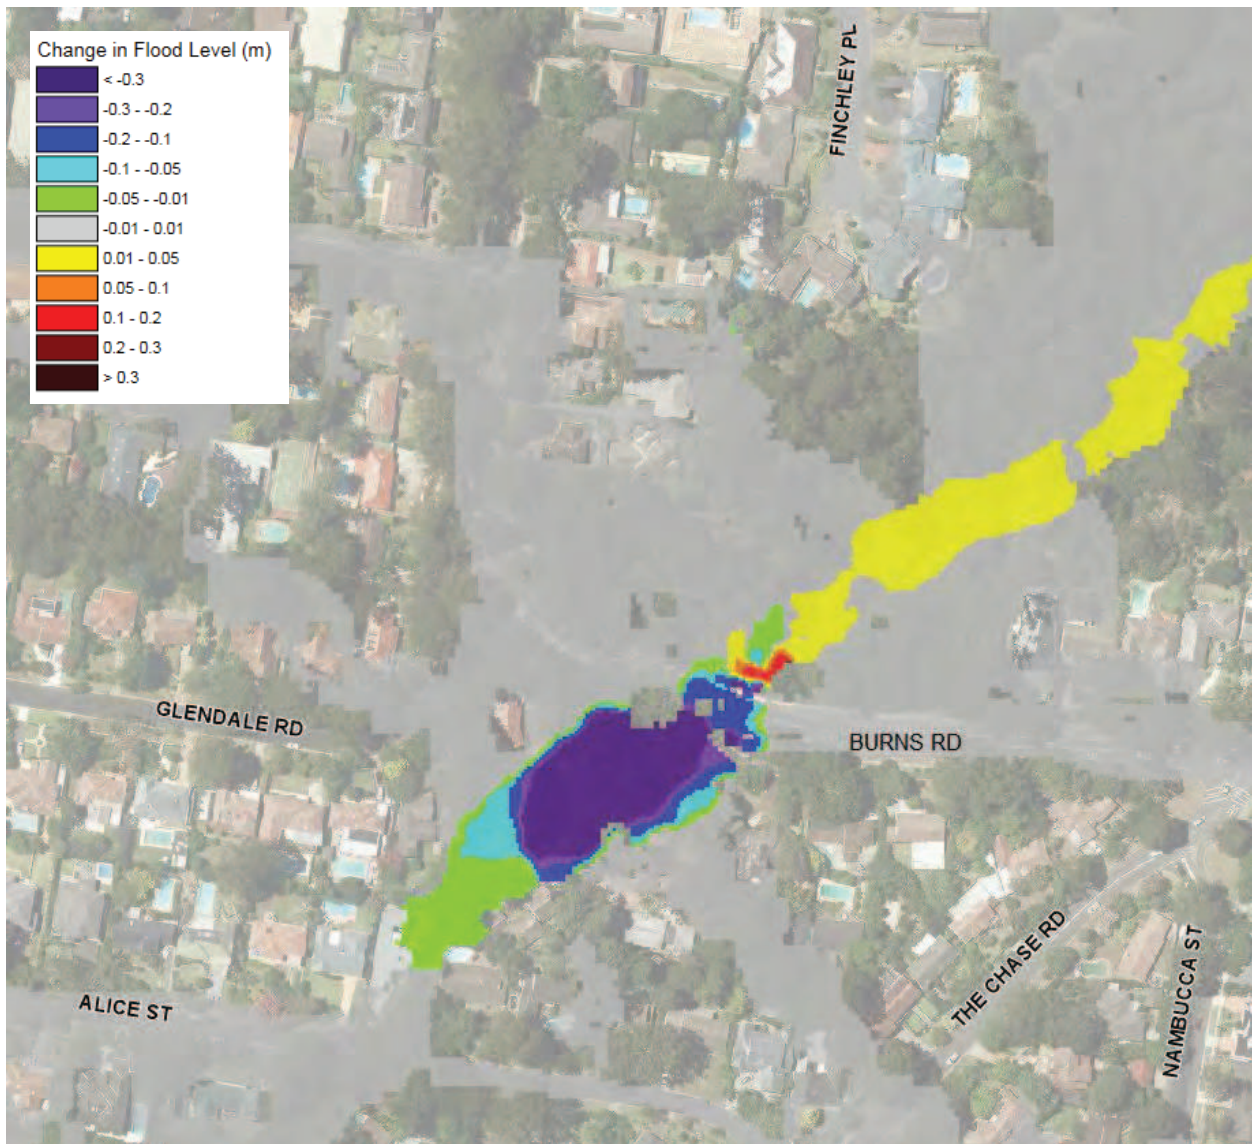 Change in Flood Level (m)
< -0.3
-0.3 - -0.2
-0.2 - -0.1
-0.1 - -0.05
-0.05 - -0.01
-0.01 - 0.01
0.01 - 0.05
0.05 - 0.1
0.1 - 0.2
0.2 - 0.3
> 0.3
FINCHLEY PL
GLENDALE RD
BURNS RD
THE CHASE RD
NAMBUCCA ST
ALICE ST